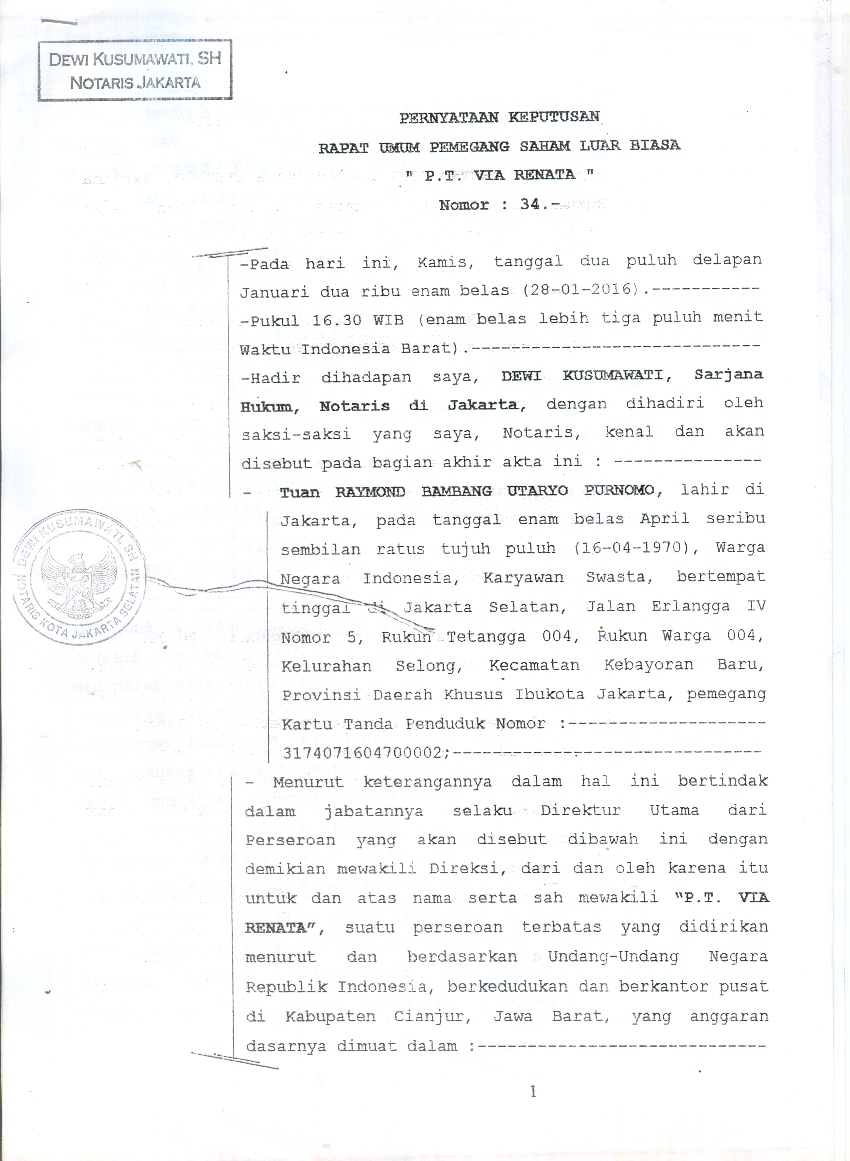 DEWI KUSUMAWATI, SH
NOTARIS JAKARTA
PERNYATAAN KEPUTUSAN
RAPAT UMUM PEMEGANG SAHAM LUAR BIASA
" P.T. VIA RENATA "
Nomor : 34.-
-Pada hari ini, Kamis, tanggal dua puluh delapan
Januari dua ribu enam belas (28-01-2016).-----------
-Pukul 16.30 WIB (enam belas lebih tiga puluh menit
Waktu Indonesia Barat).-----------------------------
-Hadir dihadapan saya, DEWI KUSUMAWATI, Sarjana
Hukum, Notaris di Jakarta, dengan dihadiri oleh
saksi-saksi yang saya, Notaris, kenal dan akan
disebut pada bagian akhir akta ini : ---------------
- Tuan RAYMOND BAMBANG UTARYO PURNOMO, lahir di
Jakarta, pada tanggal enam belas April seribu
sembilan ratus tujuh puluh (16-04-1970), Warga
Negara Indonesia, Karyawan Swasta, bertempat
tinggal di Jakarta Selatan, Jalan Erlangga IV
Nomor 5, Rukun Tetangga 004, Rukun Warga 004,
Kelurahan Selong, Kecamatan Kebayoran Baru,
Provinsi Daerah Khusus Ibukota Jakarta, pemegang
Kartu Tanda Penduduk Nomor :--------------------
3174071604700002;-------------------------------
- Menurut keterangannya dalam hal ini bertindak
dalam jabatannya selaku Direktur Utama dari
Perseroan yang akan disebut dibawah ini dengan
demikian mewakili Direksi, dari dan oleh karena itu
untuk dan atas nama serta sah mewakili "P.T. VIA
RENATA", suatu perseroan terbatas yang didirikan
menurut dan berdasarkan Undang-Undang Negara
Republik Indonesia, berkedudukan dan berkantor pusat
di Kabupaten Cianjur, Jawa Barat, yang anggaran
dasarnya dimuat dalam :-----------------------------
DEWI KUSUMAWATI, SH
NOTARIS KOTA JAKARTA SELATAN
1